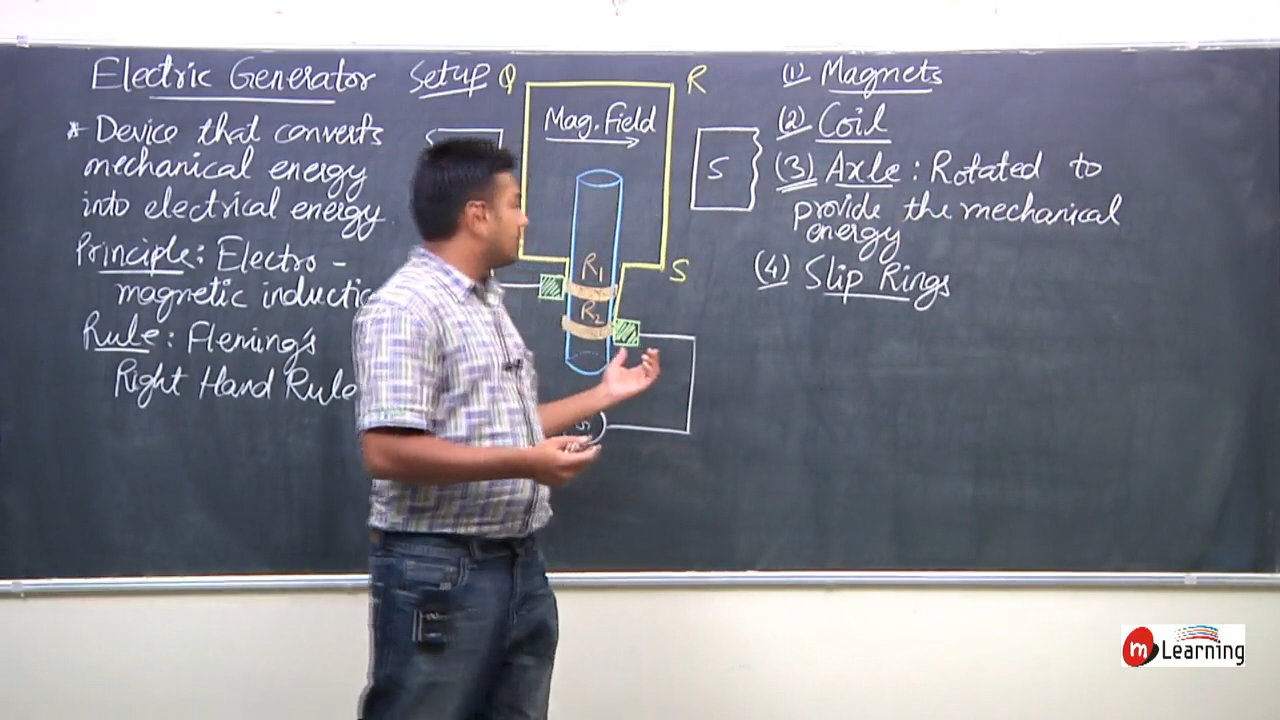 Electric Generator
* Device that converts
mechanical energy
into electrical energy
Principle: Electro-
magnetic
Rule: Fleming's
Right Hand Rule
Setup
Q
R
Mag. Field
S
S
R1
R2
G
(1) Magnets
(2) Coil
(3) Axle: Rotated to
provide the mechanical
energy
(4) Slip Rings
m Learning